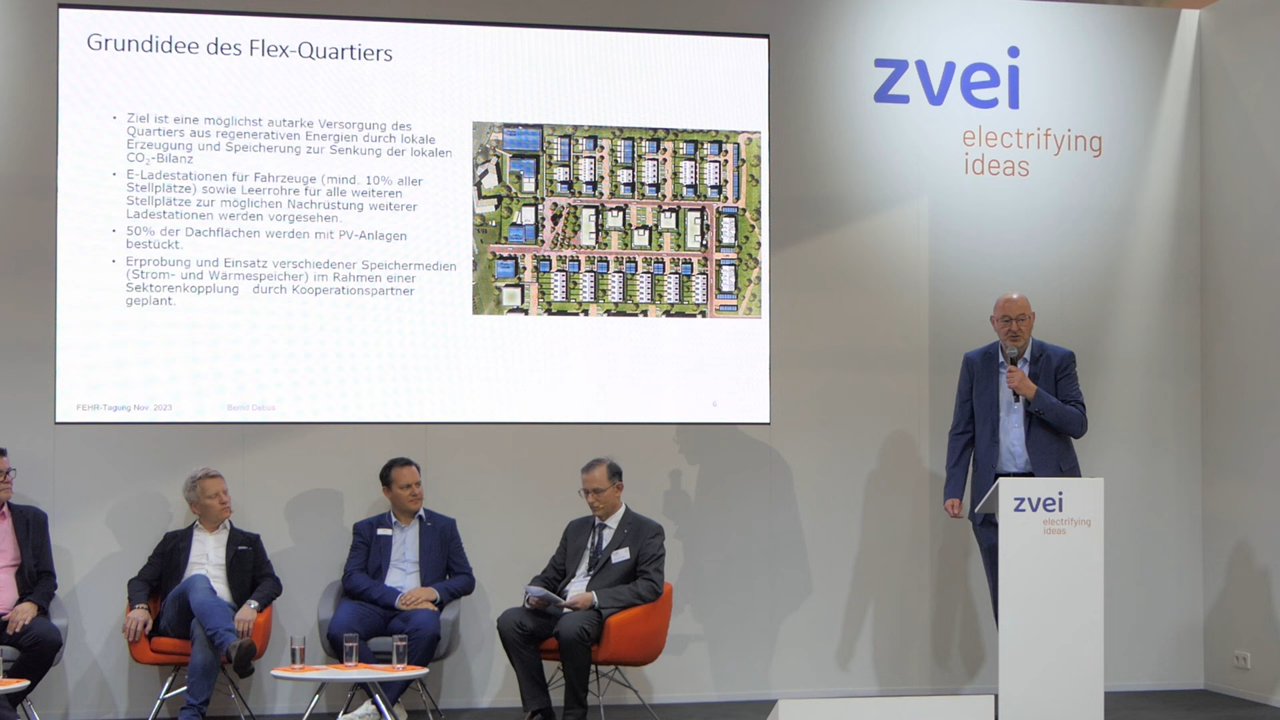 Grundidee des Flex-Quartiers
• Ziel ist eine möglichst autarke Versorgung des
Quartiers aus regenerativen Energien durch lokale
Erzeugung und Speicherung zur Senkung der lokalen
CO₂-Bilanz
• E-Ladestationen für Fahrzeuge (mind. 10% aller
Stellplätze) sowie Leerrohre für alle weiteren
Stellplätze zur möglichen Nachrüstung weiterer
Ladestationen werden vorgesehen.
• 50% der Dachflächen werden mit PV-Anlagen
bestückt.
• Erprobung und Einsatz verschiedener Speichermedien
(Strom- und Wärmespeicher) im Rahmen einer
Sektorenkopplung durch Kooperationspartner
geplant.
FEHR-Tagung Nov. 2023 Bernd Debus 6
zvei
electrifying
ideas
zvei
electrifying
ideas